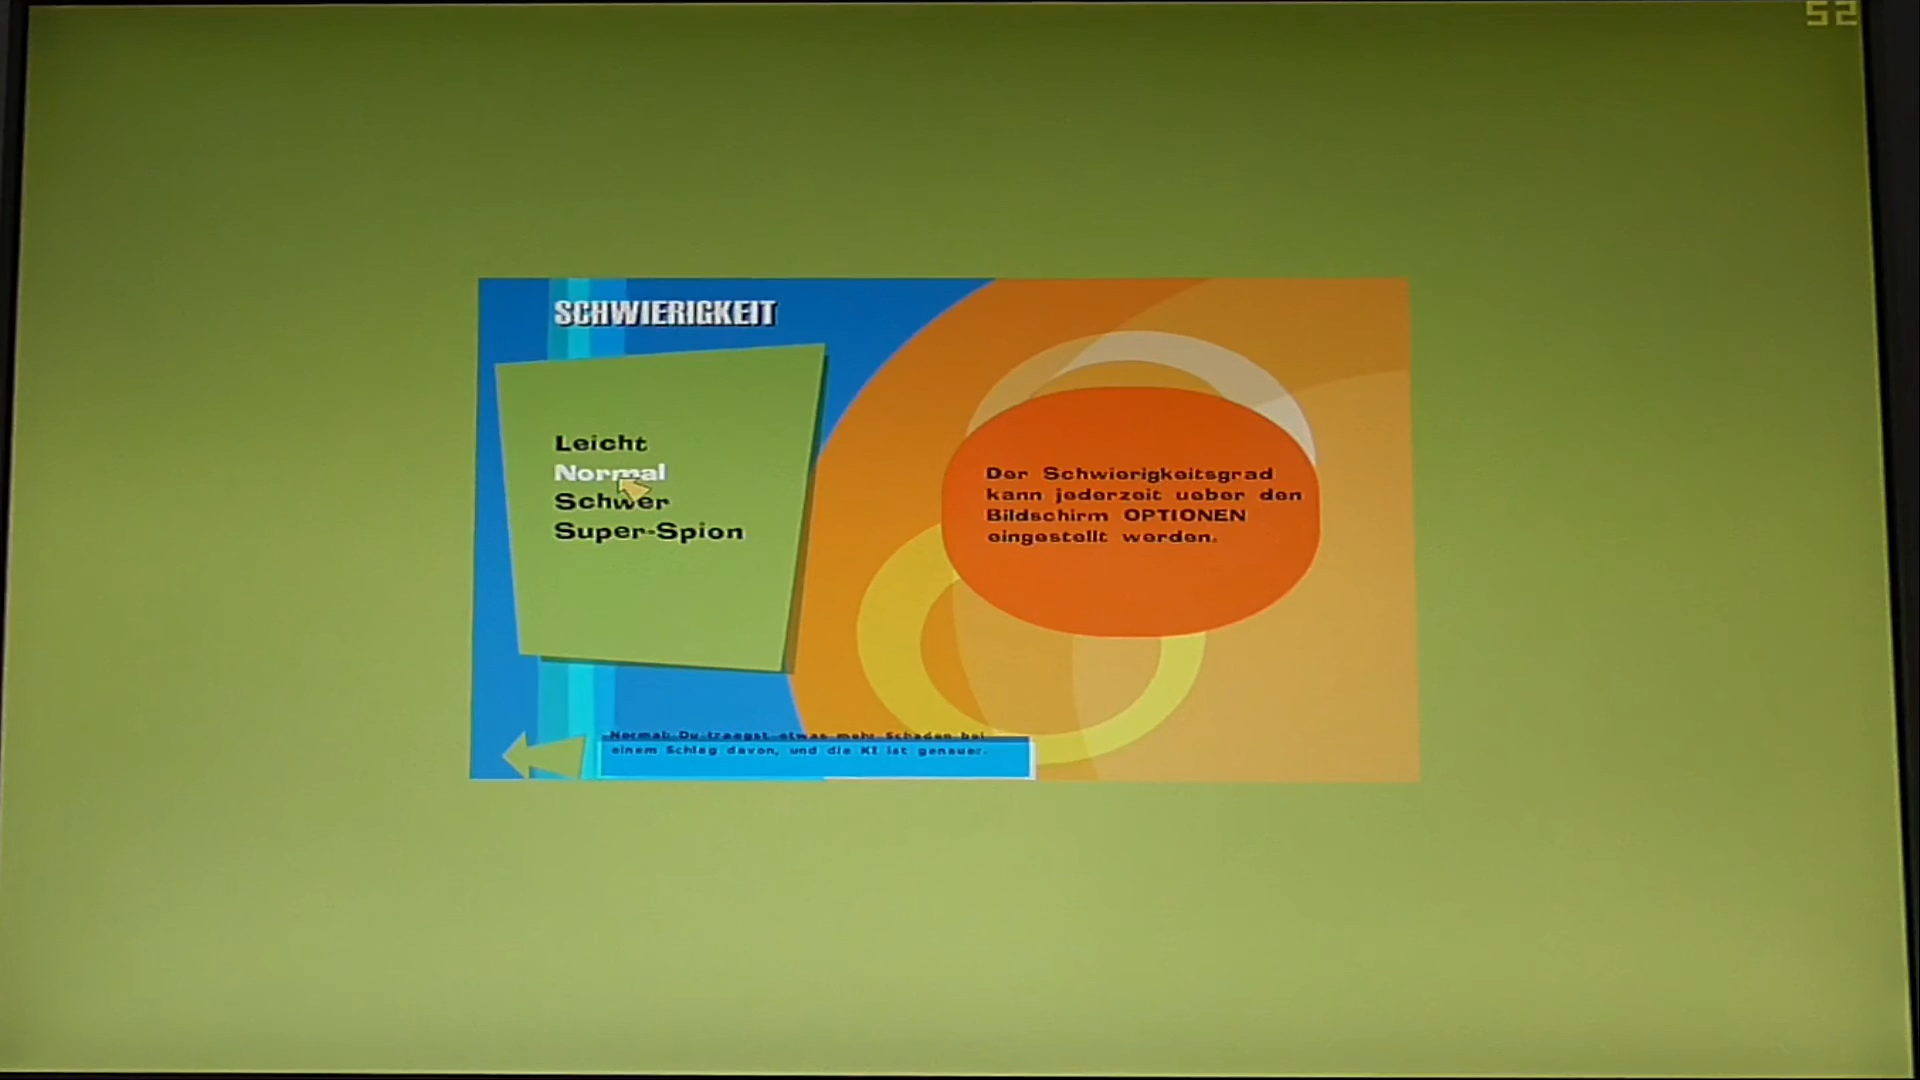 52
SCHWIERIGKEIT
Leicht
Normal
Schwer
Super-Spion
Der Schwierigkeitsgrad
kann jederzeit ueber den
Bildschirm OPTIONEN
eingestellt werden.
Normal: Du traegst etwas mehr Schaden bei
einem Schlag davon, und die KI ist genauer.